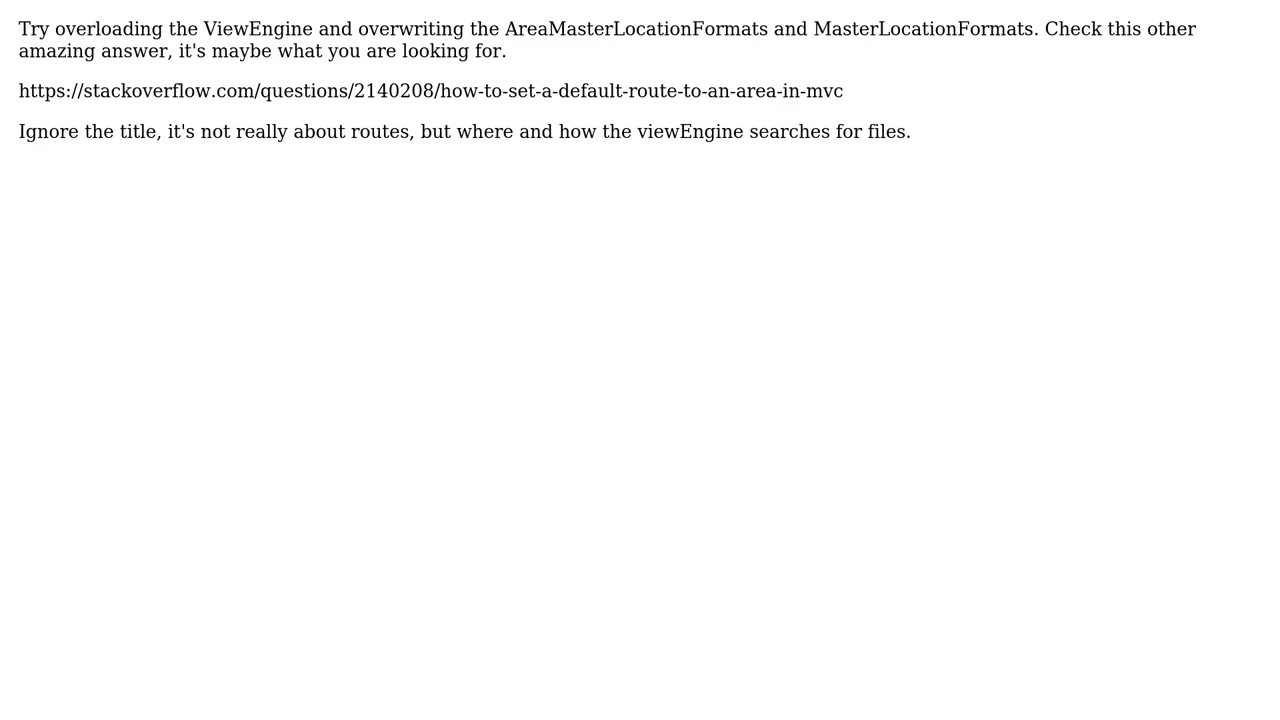 Try overloading the ViewEngine and overwriting the AreaMasterLocationFormats and MasterLocationFormats. Check this other
amazing answer, it's maybe what you are looking for.
https://stackoverflow.com/questions/2140208/how-to-set-a-default-route-to-an-area-in-mvc
Ignore the title, it's not really about routes, but where and how the viewEngine searches for files.